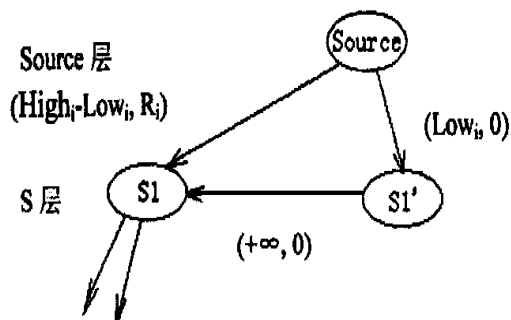 Source
Source 层
(Highᵢ-Lowᵢ, Rᵢ)
(Lowᵢ, 0)
S 层
S1
S1'
(+∞, 0)